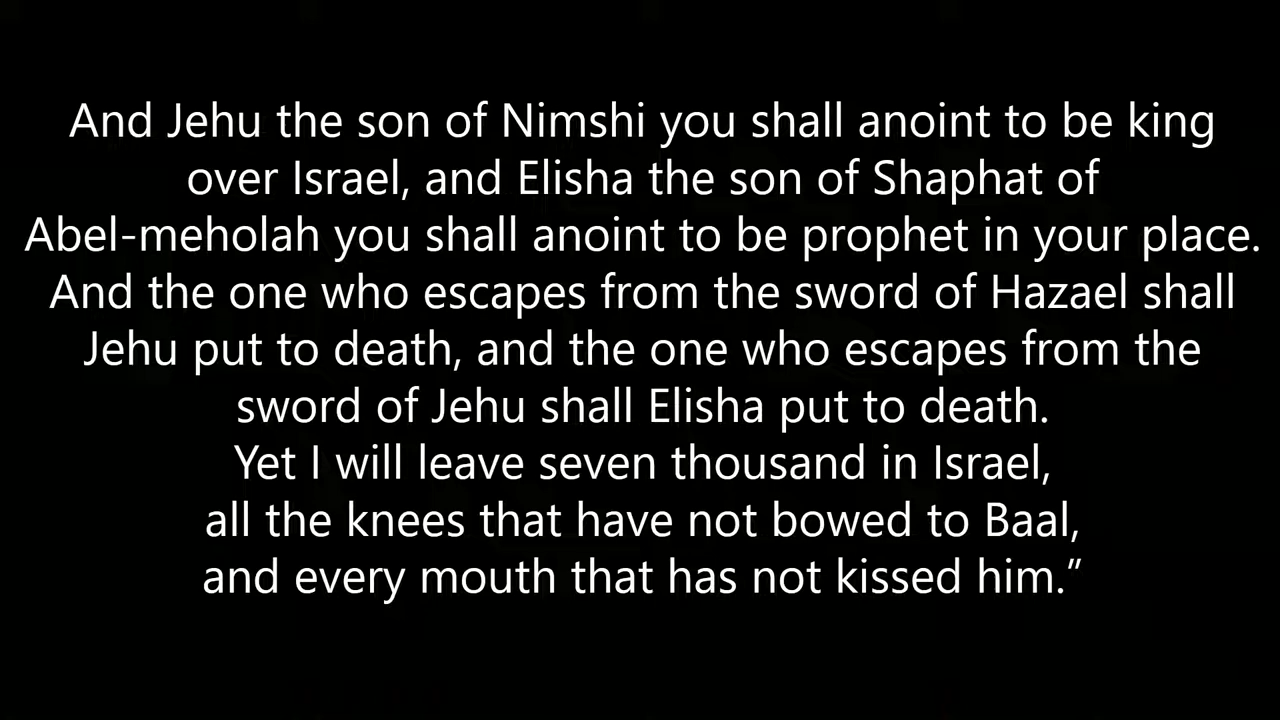 And Jehu the son of Nimshi you shall anoint to be king
over Israel, and Elisha the son of Shaphat of
Abel-meholah you shall anoint to be prophet in your place.
And the one who escapes from the sword of Hazael shall
Jehu put to death, and the one who escapes from the
sword of Jehu shall Elisha put to death.
Yet I will leave seven thousand in Israel,
all the knees that have not bowed to Baal,
and every mouth that has not kissed him.”